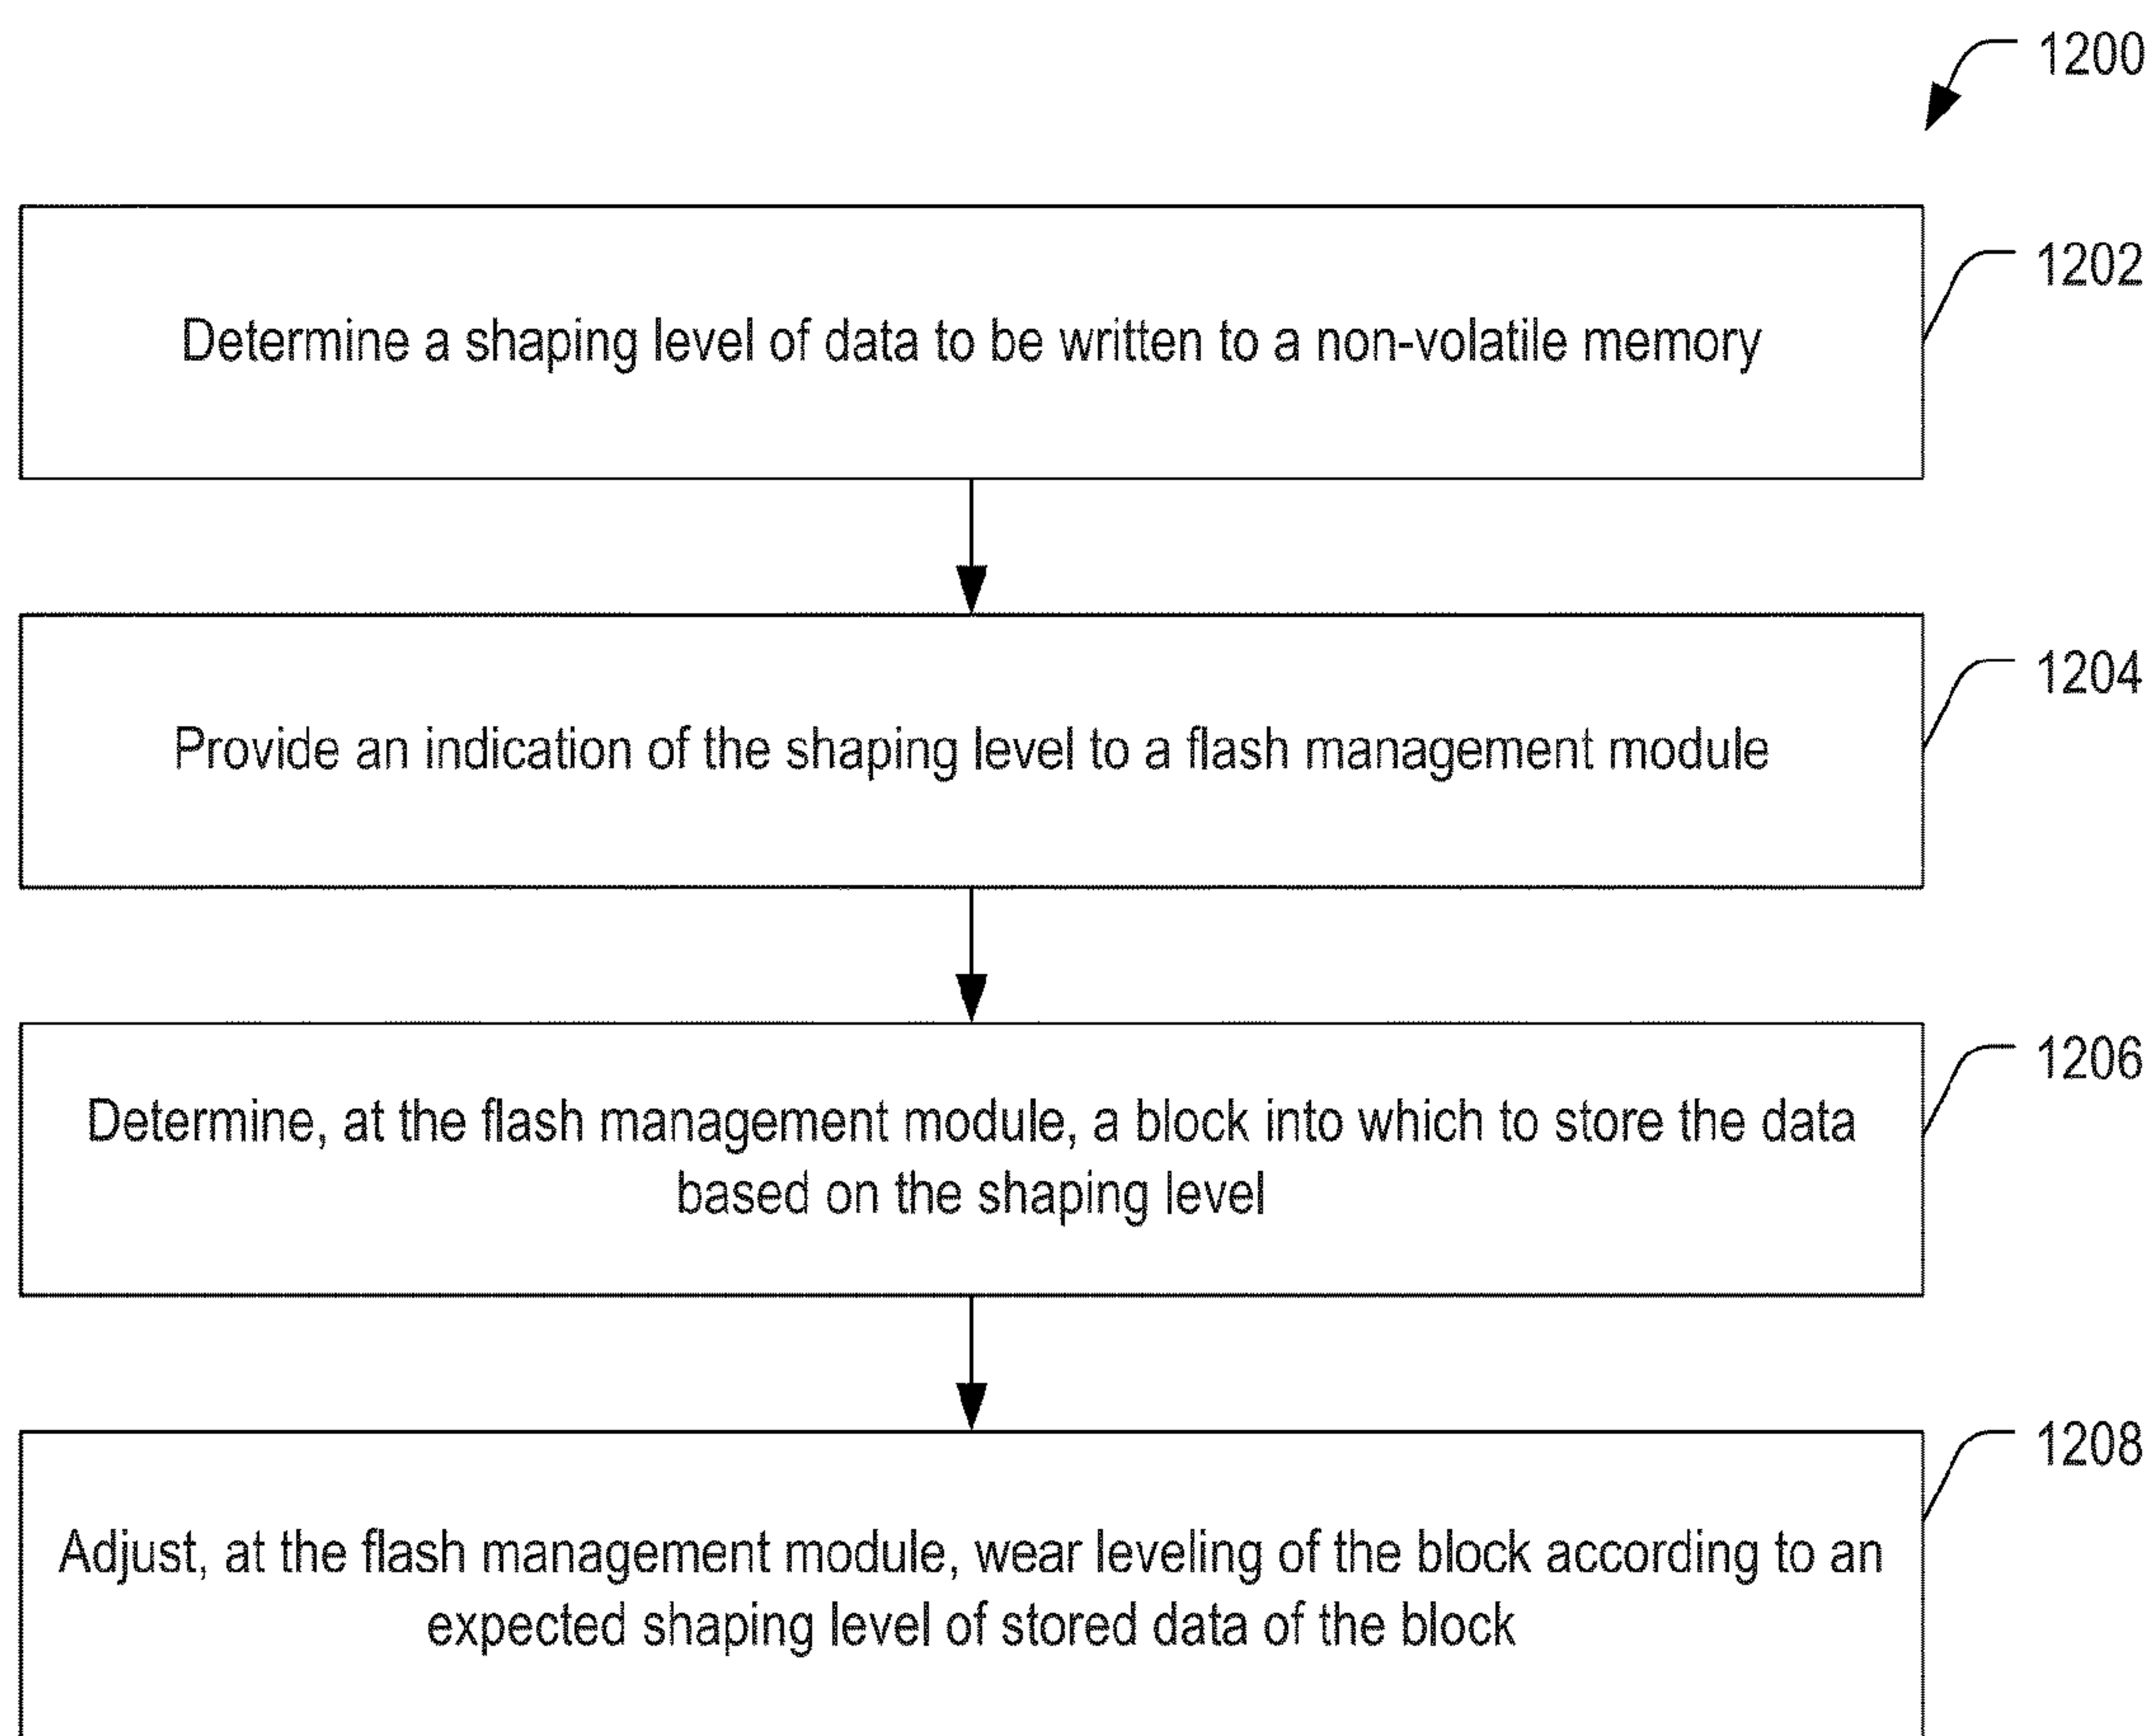 1200
1202
Determine a shaping level of data to be written to a non-volatile memory
1204
Provide an indication of the shaping level to a flash management module
1206
Determine, at the flash management module, a block into which to store the data
based on the shaping level
1208
Adjust, at the flash management module, wear leveling of the block according to an
expected shaping level of stored data of the block